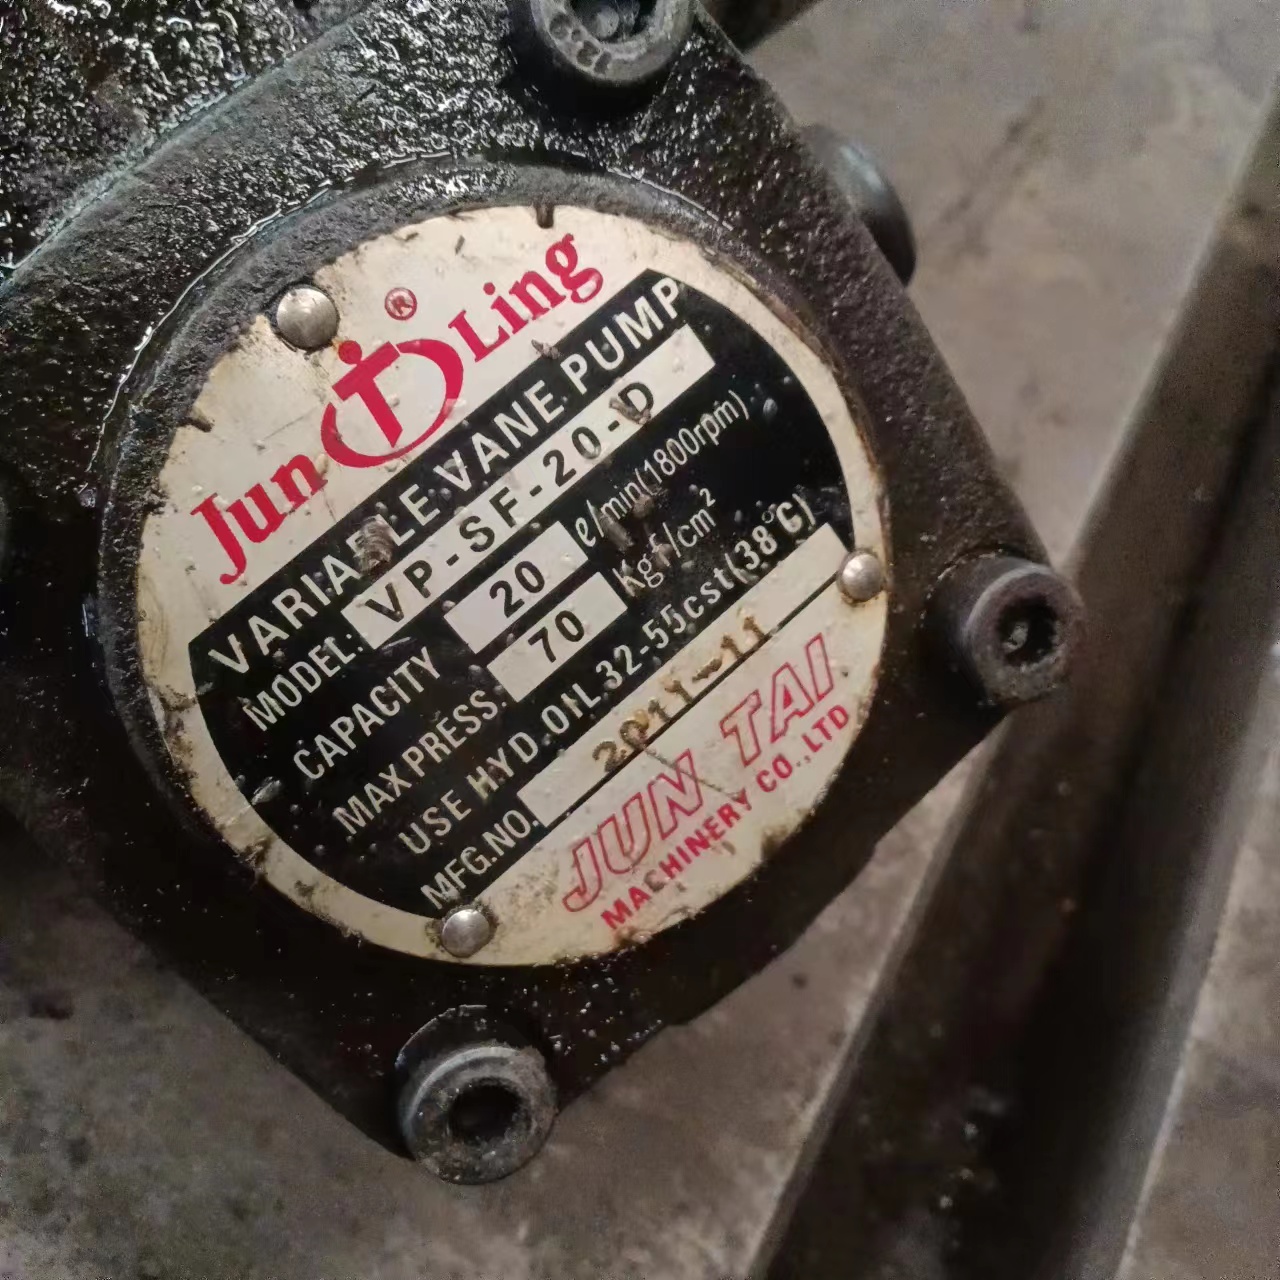 Jun Ling ®
VARIABLE VANE PUMP
MODEL: VP-SF-20-D
CAPACITY 20 ℓ/min(1800rpm)
MAX PRESS. 70 Kgf/cm²
USE HYD.OIL.32-55cst(38°C)
MFG.NO. 2011-11
JUN TAI
MACHINERY CO.,LTD